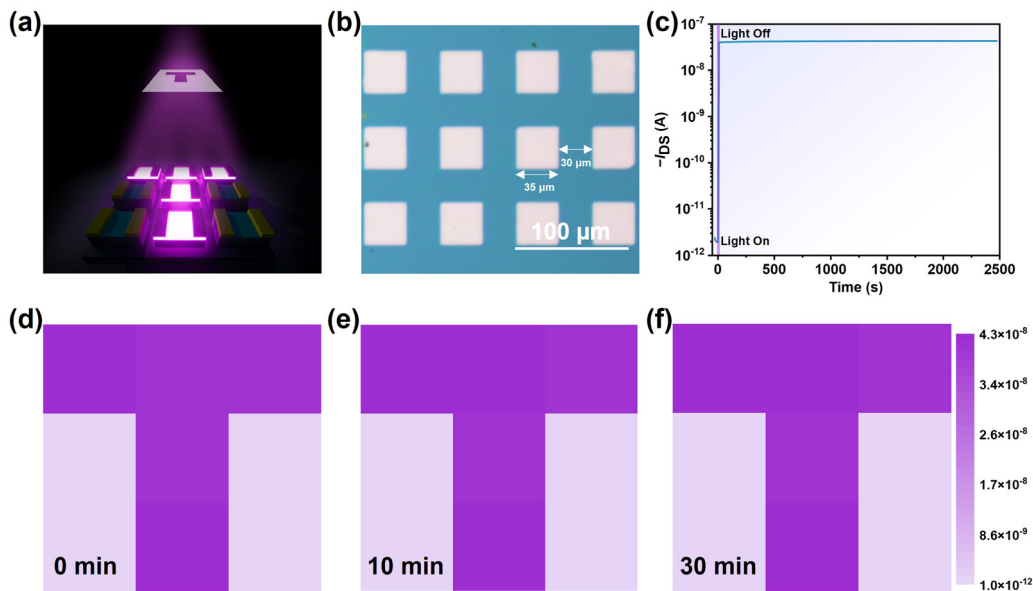 (a)
(b)
30 µm
35 µm
100 µm
(c)
10⁻⁷
10⁻⁸
10⁻⁹
10⁻¹⁰
10⁻¹¹
10⁻¹²
−I_DS (A)
Light Off
Light On
0 500 1000 1500 2000 2500
Time (s)
(d)
0 min
(e)
10 min
(f)
30 min
4.3×10⁻⁸
3.4×10⁻⁸
2.6×10⁻⁸
1.7×10⁻⁸
8.6×10⁻⁹
1.0×10⁻¹²